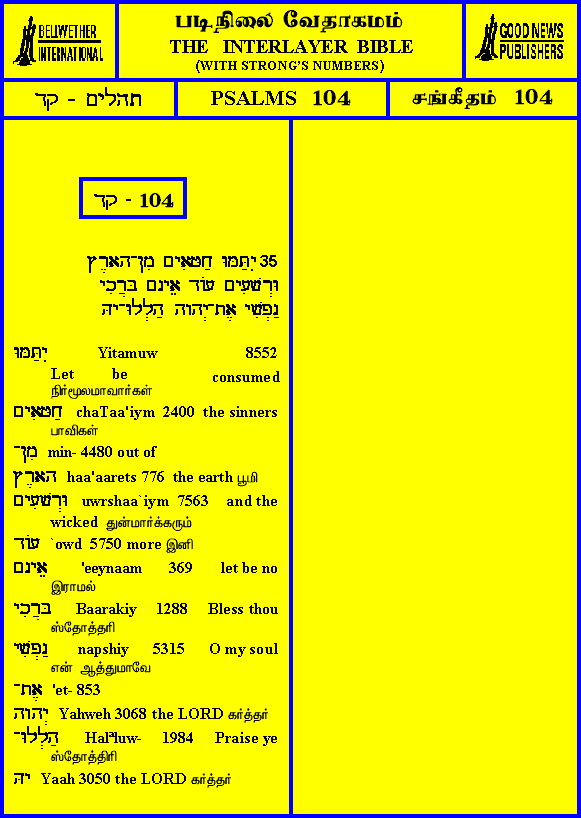 BELLWETHER
INTERNATIONAL
படிநிலை வேதாகமம்
THE INTERLAYER BIBLE
(WITH STRONG'S NUMBERS)
GOOD NEWS
PUBLISHERS
תהלים - קד
PSALMS 104
சங்கீதம் 104
קד - 104
35 יִתַּמּוּ חַטָּאִים מִן־הָאָרֶץ
וּרְשָׁעִים עוֹד אֵינָם בָּרֲכִי
נַפְשִׁי אֶת־יְהוָה הַלְלוּ־יָהּ
יִתַּמּוּ Yitamuw 8552
Let be consumed
நிர்மூலமாவார்கள்
חַטָּאִים chaTaa'iym 2400 the sinners
பாவிகள்
מִן־ min- 4480 out of
הָאָרֶץ haa'aarets 776 the earth பூமி
וּרְשָׁעִים uwrshaa`iym 7563 and the
wicked துன்மார்க்கரும்
עוֹד `owd 5750 more இனி
אֵינָם 'eeynaam 369 let be no
இராமல்
בָּרֲכִי Baarakiy 1288 Bless thou
ஸ்தோத்தரி
נַפְשִׁי napshiy 5315 O my soul
என் ஆத்துமாவே
אֶת־ 'et- 853
יְהוָה Yahweh 3068 the LORD கர்த்தர்
הַלְלוּ־ Halªluw- 1984 Praise ye
ஸ்தோத்திரி
יָהּ Yaah 3050 the LORD கர்த்தர்